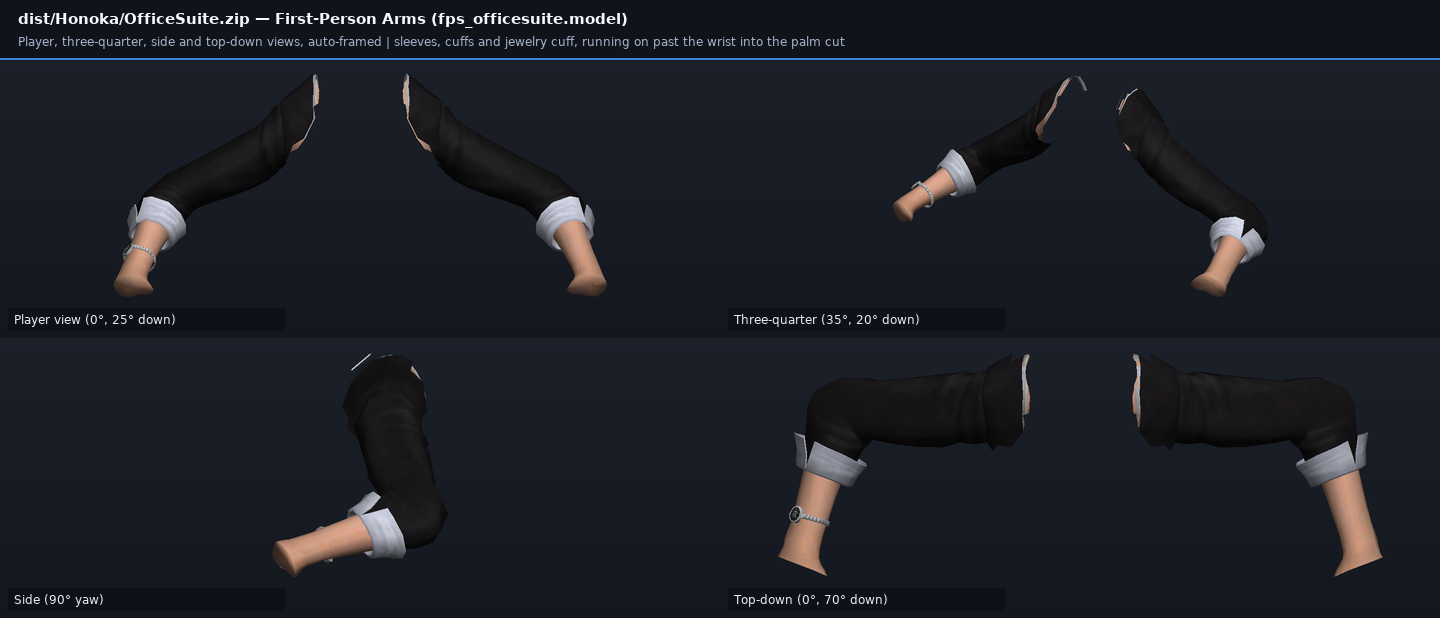 dist/Honoka/OfficeSuite.zip — First-Person Arms (fps_officesuite.model)
Player, three-quarter, side and top-down views, auto-framed | sleeves, cuffs and jewelry cuff, running on past the wrist into the palm cut
Player view (0°, 25° down)
Three-quarter (35°, 20° down)
Side (90° yaw)
Top-down (0°, 70° down)